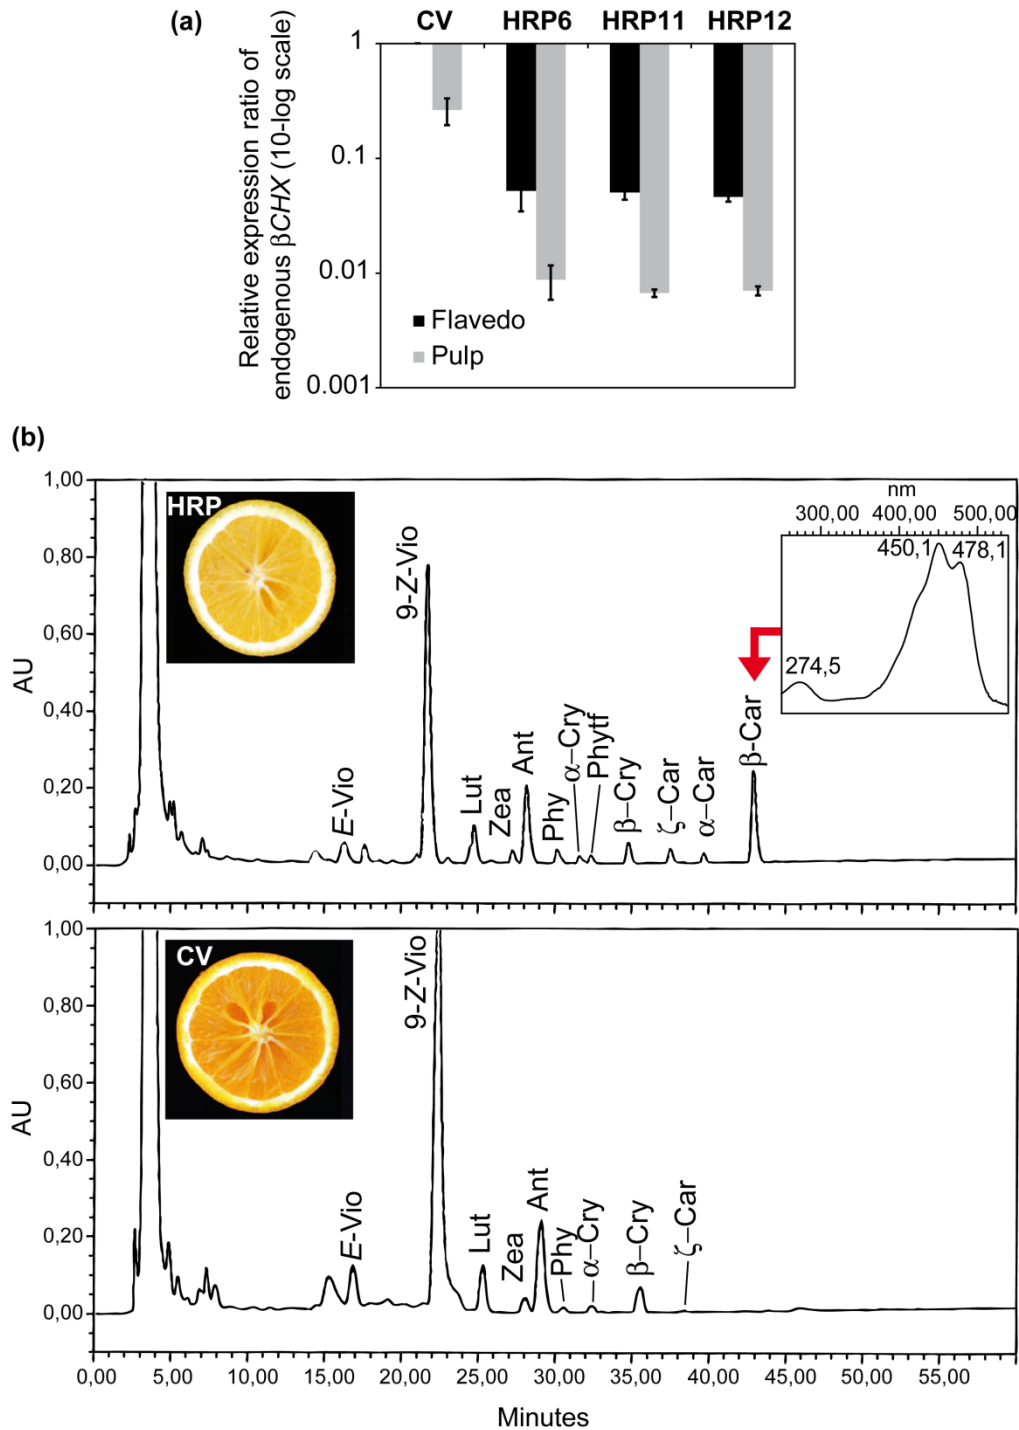 (a)
CV HRP6 HRP11 HRP12
Relative expression ratio of
endogenous βCHX (10-log scale)
1
0.1
0.01
0.001
Flavedo
Pulp
(b)
1,00
0,80
0,60
0,40
0,20
0,00
AU
HRP
E-Vio
9-Z-Vio
Lut
Zea
Ant
Phy
α-Cry
Phytf
β-Cry
ζ-Car
α-Car
β-Car
nm
300,00 400,00 500,00
450,1 478,1
274,5
1,00
0,80
0,60
0,40
0,20
0,00
AU
CV
E-Vio
9-Z-Vio
Lut
Zea
Ant
Phy
α-Cry
β-Cry
ζ-Car
0,00 5,00 10,00 15,00 20,00 25,00 30,00 35,00 40,00 45,00 50,00 55,00
Minutes